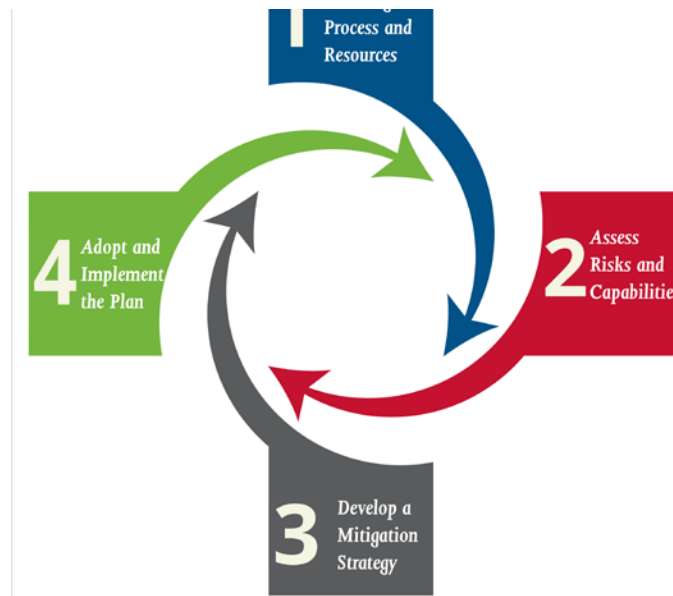 1
Process and
Resources
2
Assess
Risks and
Capabilitie
3
Develop a
Mitigation
Strategy
4
Adopt and
Implement
the Plan